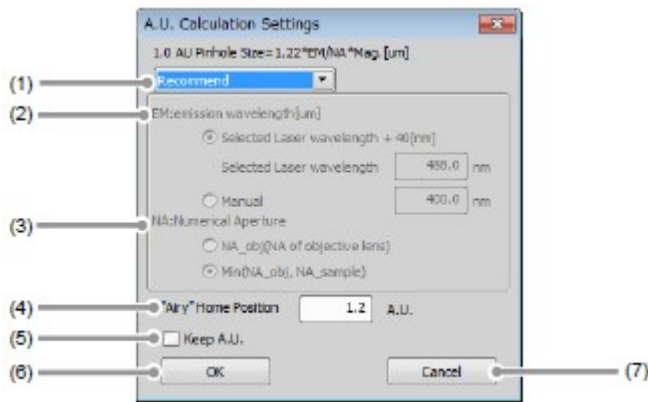 A.U. Calculation Settings
1.0 AU Pinhole Size=1.22*EM/NA*Mag.[um]
(1) Recommend
(2) EM:emission wavelength[um]
Selected Laser wavelength + 40[nm]
Selected Laser wavelength 488.0 nm
Manual 400.0 nm
(3) NA:Numerical Aperture
NA_obj(NA of objective lens)
Min(NA_obj, NA_sample)
(4) "Airy" Home Position 1.2 A.U.
(5) Keep A.U.
(6) OK Cancel (7)